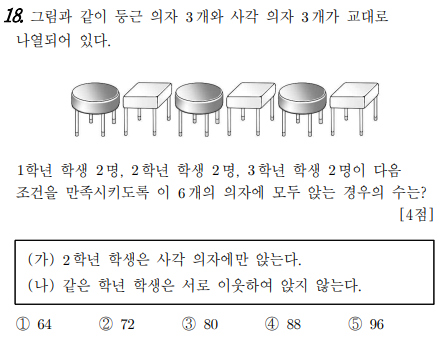 18. 그림과 같이 둥근 의자 3개와 사각 의자 3개가 교대로
나열되어 있다.
1학년 학생 2명, 2학년 학생 2명, 3학년 학생 2명이 다음
조건을 만족시키도록 이 6개의 의자에 모두 앉는 경우의 수는?
[4점]
(가) 2학년 학생은 사각 의자에만 앉는다.
(나) 같은 학년 학생은 서로 이웃하여 앉지 않는다.
① 64 ② 72 ③ 80 ④ 88 ⑤ 96